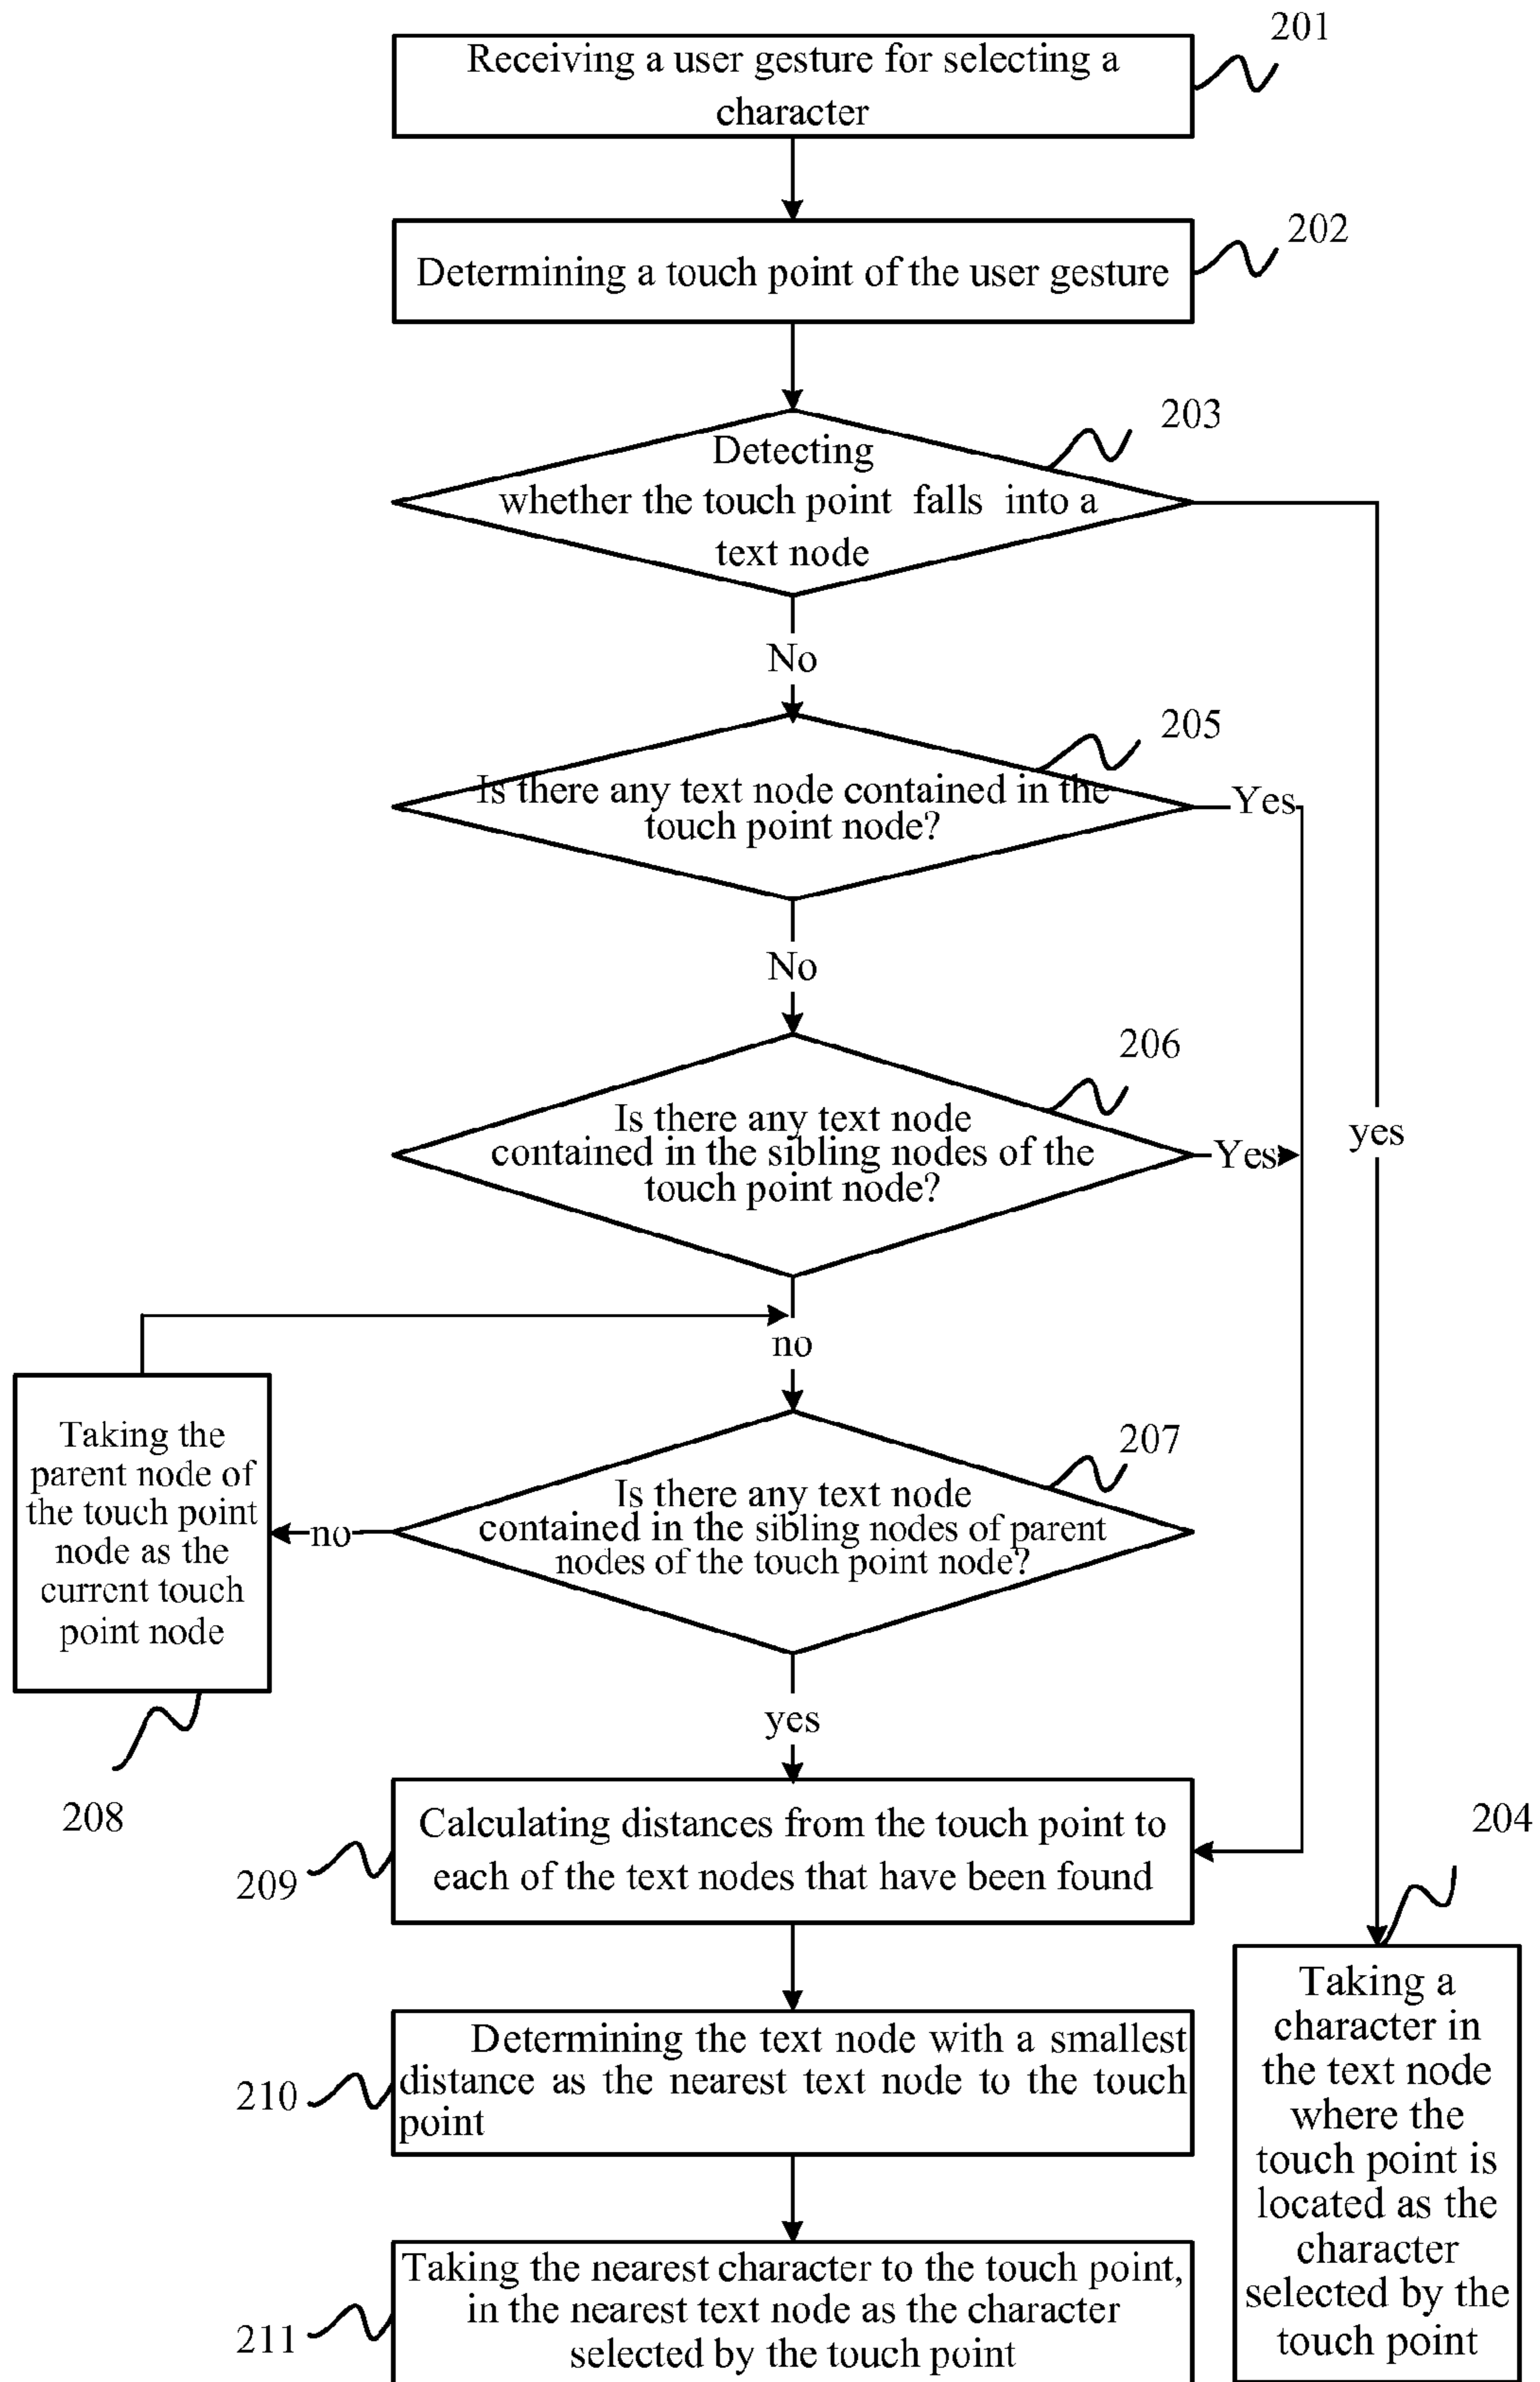 201
Receiving a user gesture for selecting a
character
202
Determining a touch point of the user gesture
203
Detecting
whether the touch point falls into a
text node
No
205
Is there any text node contained in the
touch point node?
Yes
No
206
Is there any text node
contained in the sibling nodes of the
touch point node?
Yes
yes
no
207
Is there any text node
contained in the sibling nodes of parent
nodes of the touch point node?
no
Taking the
parent node of
the touch point
node as the
current touch
point node
208
yes
Calculating distances from the touch point to
each of the text nodes that have been found
209
204
Determining the text node with a smallest
distance as the nearest text node to the touch
point
210
Taking the nearest character to the touch point,
in the nearest text node as the character
selected by the touch point
211
Taking a
character in
the text node
where the
touch point is
located as the
character
selected by the
touch point